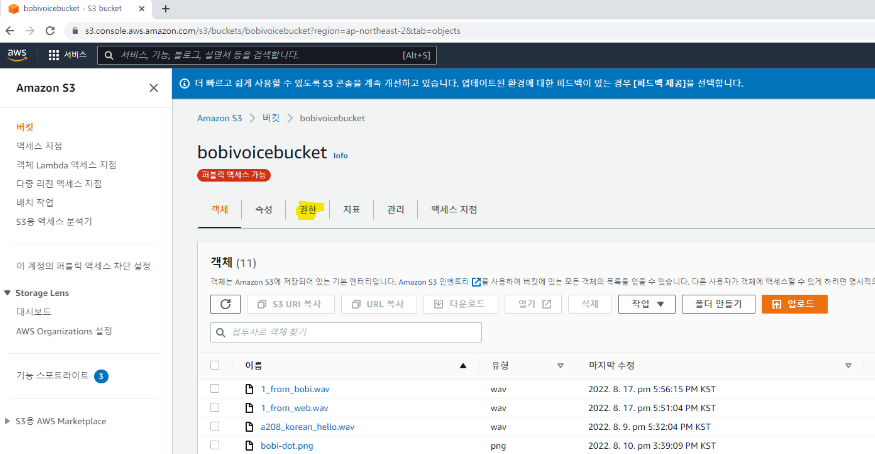 bobivoicebucket - S3 bucket
s3.console.aws.amazon.com/s3/buckets/bobivoicebucket?region=ap-northeast-2&tab=objects
aws 서비스 서비스, 기능, 블로그, 설명서 등을 검색합니다. [Alt+S]
Amazon S3
버킷
액세스 지점
객체 Lambda 액세스 지점
다중 리전 액세스 지점
배치 작업
S3용 액세스 분석기
이 계정의 퍼블릭 액세스 차단 설정
Storage Lens
대시보드
AWS Organizations 설정
기능 스포트라이트 3
S3용 AWS Marketplace
더 빠르고 쉽게 사용할 수 있도록 S3 콘솔을 계속 개선하고 있습니다. 업데이트된 환경에 대한 피드백이 있는 경우 [피드백 제공]을 선택합니다.
Amazon S3 > 버킷 > bobivoicebucket
bobivoicebucket Info
퍼블릭 액세스 가능
객체 속성 권한 지표 관리 액세스 지점
객체 (11)
객체는 Amazon S3에 저장되어 있는 기본 엔터티입니다. Amazon S3 인벤토리 를 사용하여 버킷에 있는 모든 객체의 목록을 얻을 수 있습니다. 다른 사용자가 객체에 액세스할 수 있게 하려면 명시적으
S3 URI 복사 URL 복사 다운로드 열기 삭제 작업 폴더 만들기 업로드
접두사로 객체 찾기
이름 유형 마지막 수정
1_from_bobi.wav wav 2022. 8. 17. pm 5:56:15 PM KST
1_from_web.wav wav 2022. 8. 17. pm 5:51:04 PM KST
a208_korean_hello.wav wav 2022. 8. 9. pm 5:32:04 PM KST
bobi-dot.png png 2022. 8. 10. pm 3:39:09 PM KST